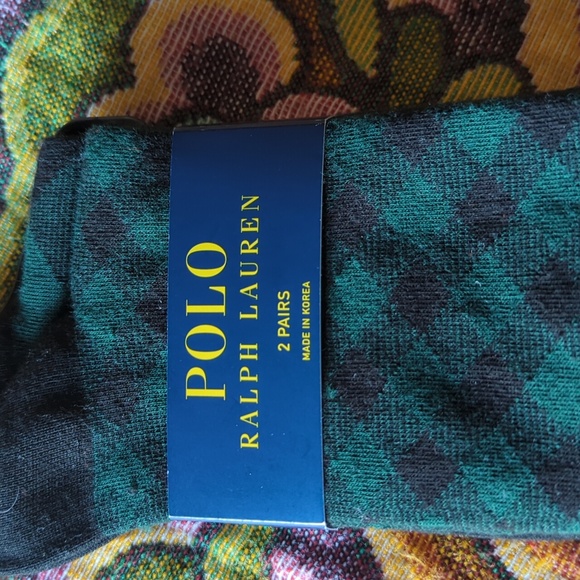 POLO
RALPH LAUREN
2 PAIRS
MADE IN KOREA